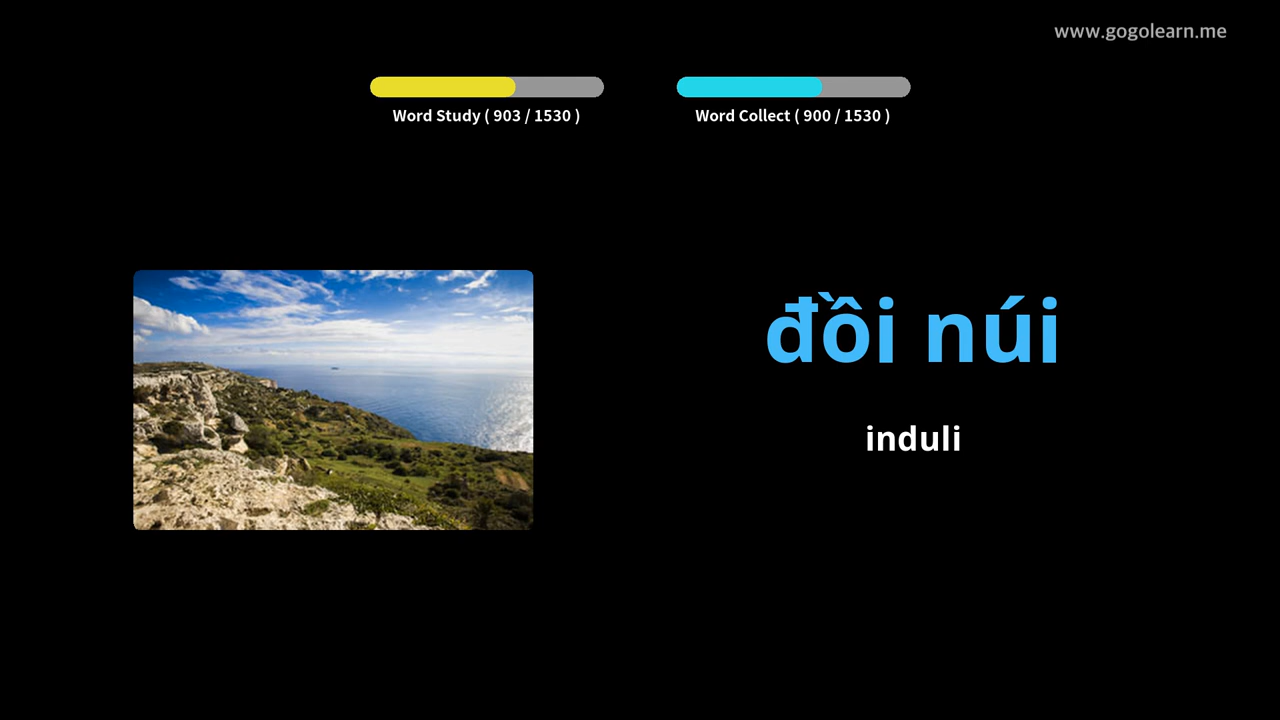 www.gogolearn.me
Word Study ( 903 / 1530 )
Word Collect ( 900 / 1530 )
đồi núi
induli